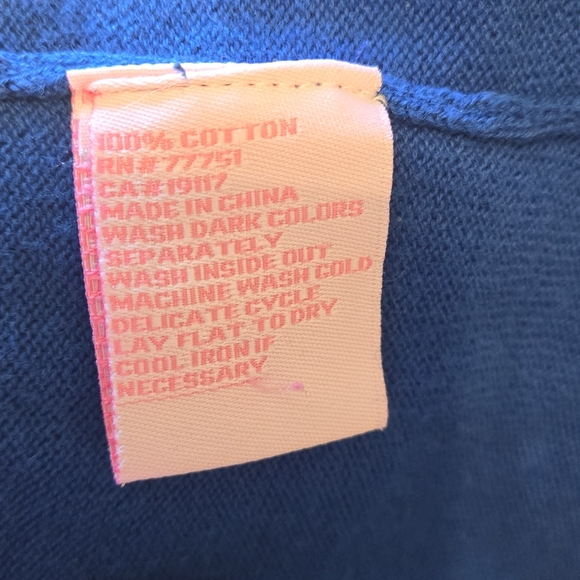 100% COTTON
RN# 77751
CA# 19117
MADE IN CHINA
WASH DARK COLORS
SEPARATELY
WASH INSIDE OUT
MACHINE WASH COLD
DELICATE CYCLE
LAY FLAT TO DRY
COOL IRON IF
NECESSARY